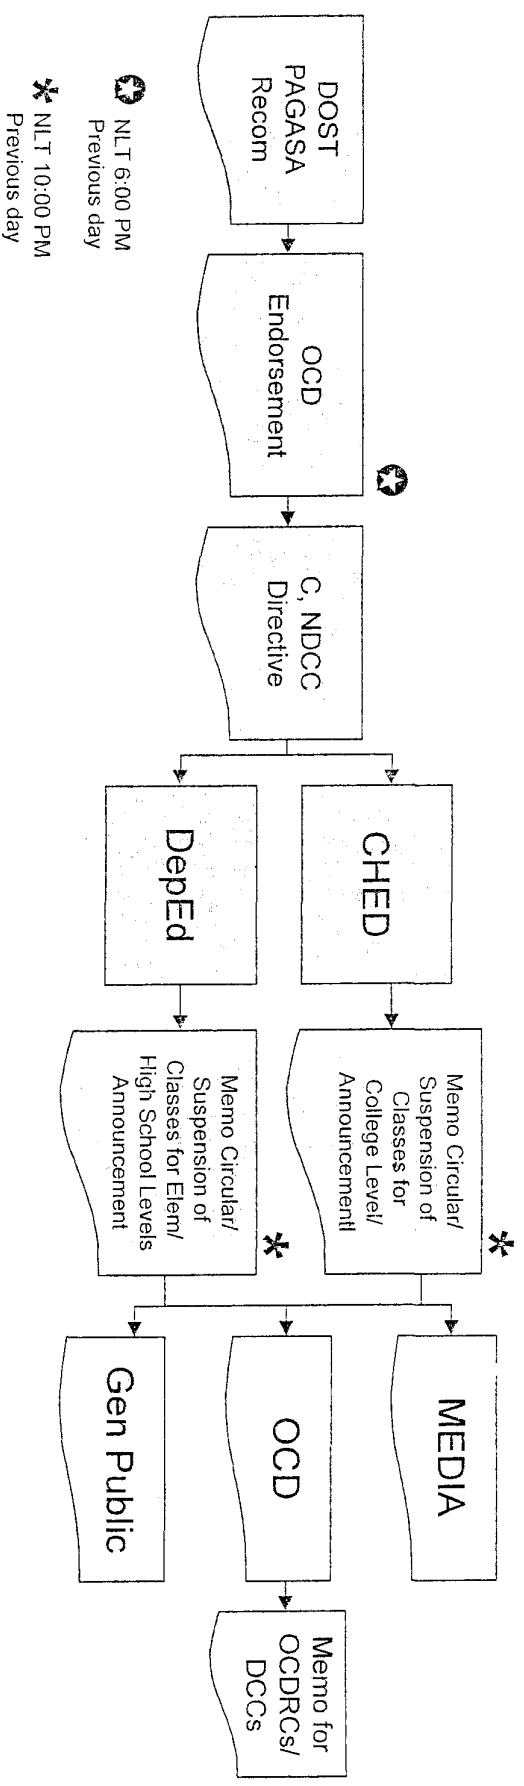 DOST
PAGASA
Recom
OCD
Endorsement
C, NDCC
Directive
CHED
DepEd
Memo Circular/
Suspension of
Classes for
College Level/
Announcementl
Memo Circular/
Suspension of
Classes for Elem/
High School Levels
Announcement
MEDIA
OCD
Gen Public
Memo for
OCDRCs/
DCCs
NLT 6:00 PM
Previous day
NLT 10:00 PM
Previous day